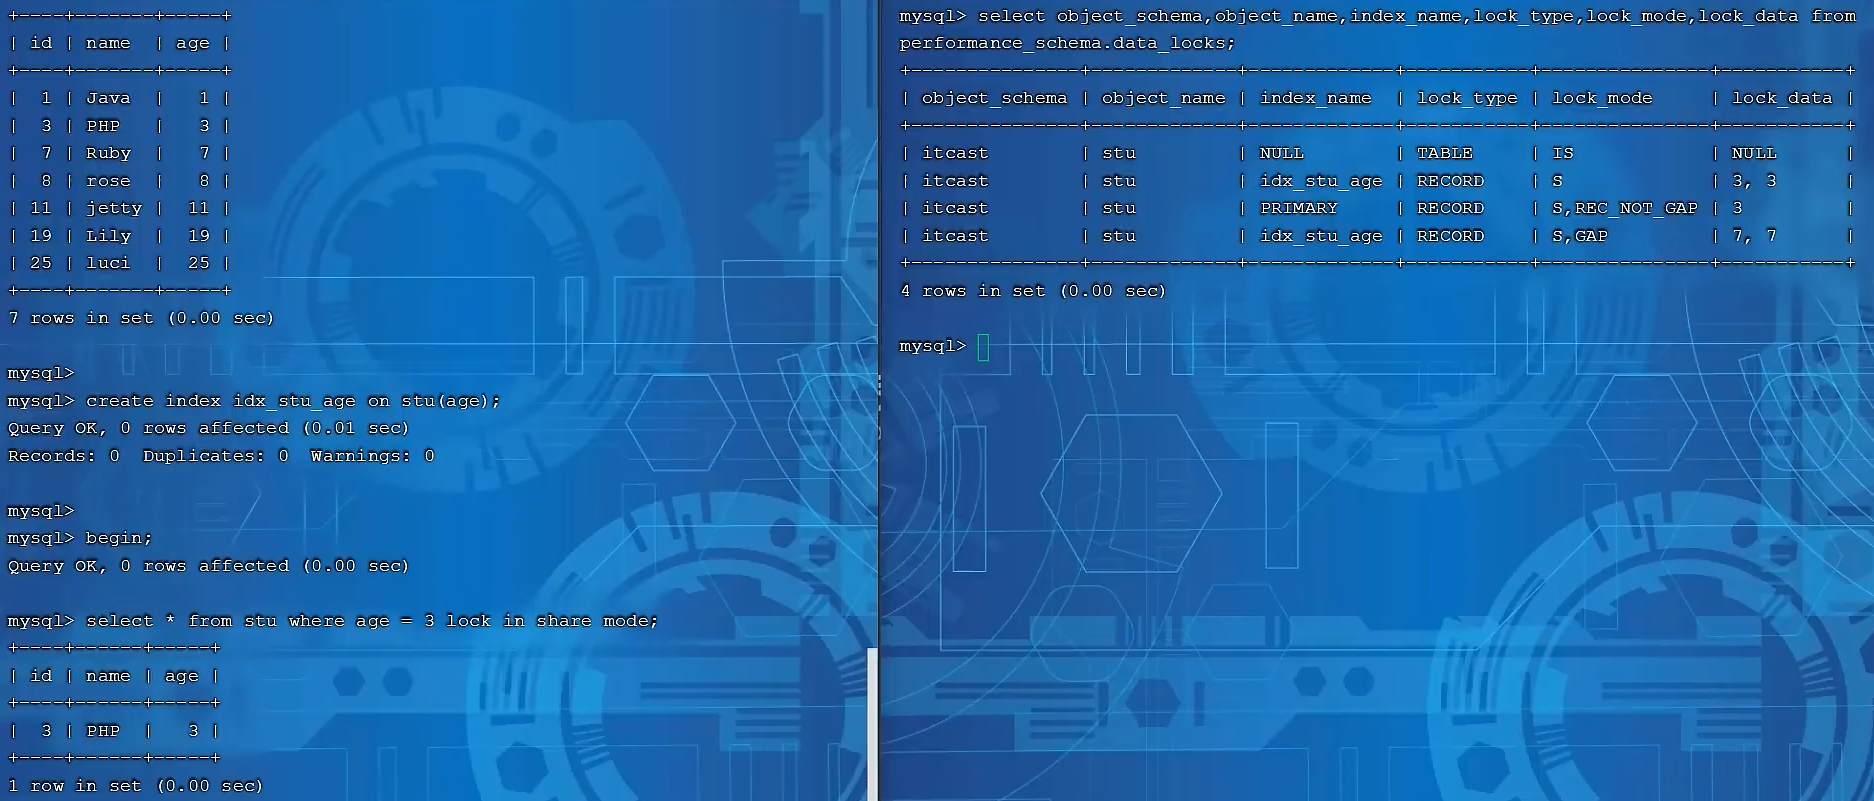 +----+-------+-----+
| id | name  | age |
+----+-------+-----+
|  1 | Java  |   1 |
|  3 | PHP   |   3 |
|  7 | Ruby  |   7 |
|  8 | rose  |   8 |
| 11 | jetty |  11 |
| 19 | Lily  |  19 |
| 25 | luci  |  25 |
+----+-------+-----+
7 rows in set (0.00 sec)
mysql>
mysql> create index idx_stu_age on stu(age);
Query OK, 0 rows affected (0.01 sec)
Records: 0  Duplicates: 0  Warnings: 0
mysql>
mysql> begin;
Query OK, 0 rows affected (0.00 sec)
mysql> select * from stu where age = 3 lock in share mode;
+----+------+-----+
| id | name | age |
+----+------+-----+
|  3 | PHP  |   3 |
+----+------+-----+
1 row in set (0.00 sec)
mysql> select object_schema,object_name,index_name,lock_type,lock_mode,lock_data from
performance_schema.data_locks;
+---------------+-------------+-------------+-----------+---------------+------------+
| object_schema | object_name | index_name  | lock_type | lock_mode     | lock_data |
+---------------+-------------+-------------+-----------+---------------+------------+
| itcast        | stu         | NULL        | TABLE     | IS            | NULL      |
| itcast        | stu         | idx_stu_age | RECORD    | S             | 3, 3      |
| itcast        | stu         | PRIMARY     | RECORD    | S,REC_NOT_GAP | 3         |
| itcast        | stu         | idx_stu_age | RECORD    | S,GAP         | 7, 7      |
+---------------+-------------+-------------+-----------+---------------+------------+
4 rows in set (0.00 sec)
mysql>